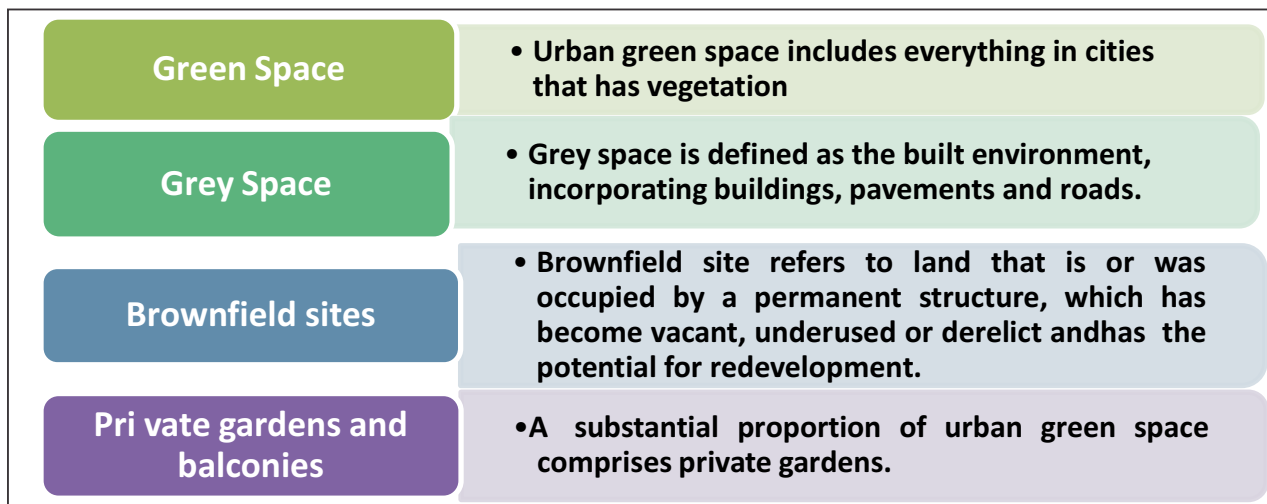 Green Space
• Urban green space includes everything in cities
that has vegetation
Grey Space
• Grey space is defined as the built environment,
incorporating buildings, pavements and roads.
Brownfield sites
• Brownfield site refers to land that is or was
occupied by a permanent structure, which has
become vacant, underused or derelict andhas the
potential for redevelopment.
Pri vate gardens and
balconies
•A substantial proportion of urban green space
comprises private gardens.